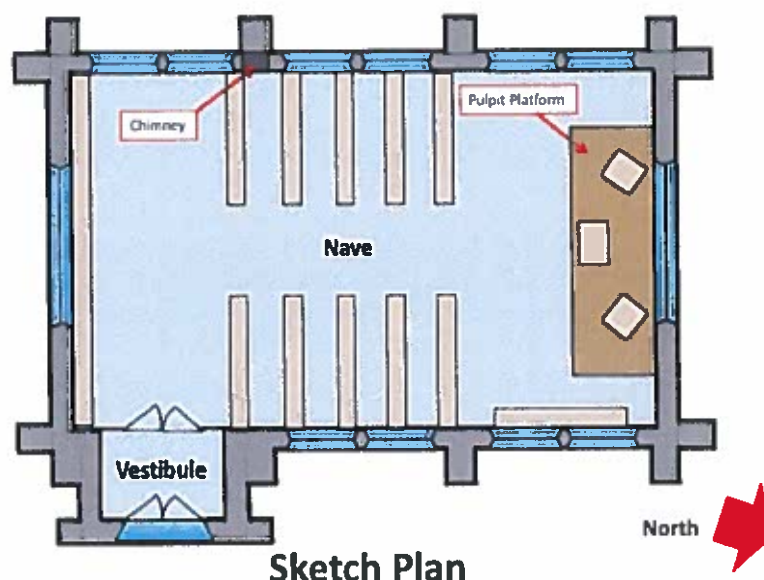 Chimney
Pulpit Platform
Nave
Vestibule
North
Sketch Plan